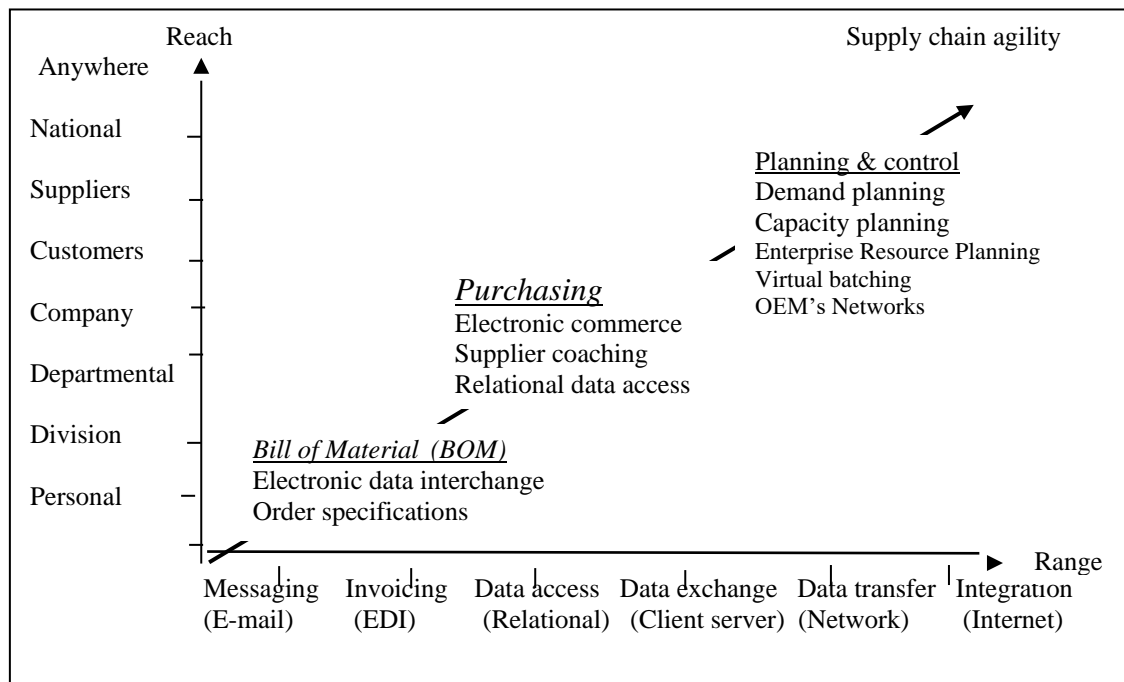 Reach
Supply chain agility
Anywhere
National
Suppliers
Customers
Company
Departmental
Division
Personal
Planning & control
Demand planning
Capacity planning
Enterprise Resource Planning
Virtual batching
OEM’s Networks
Purchasing
Electronic commerce
Supplier coaching
Relational data access
Bill of Material (BOM)
Electronic data interchange
Order specifications
Range
Messaging Invoicing Data access Data exchange Data transfer Integration
(E-mail) (EDI) (Relational) (Client server) (Network) (Internet)